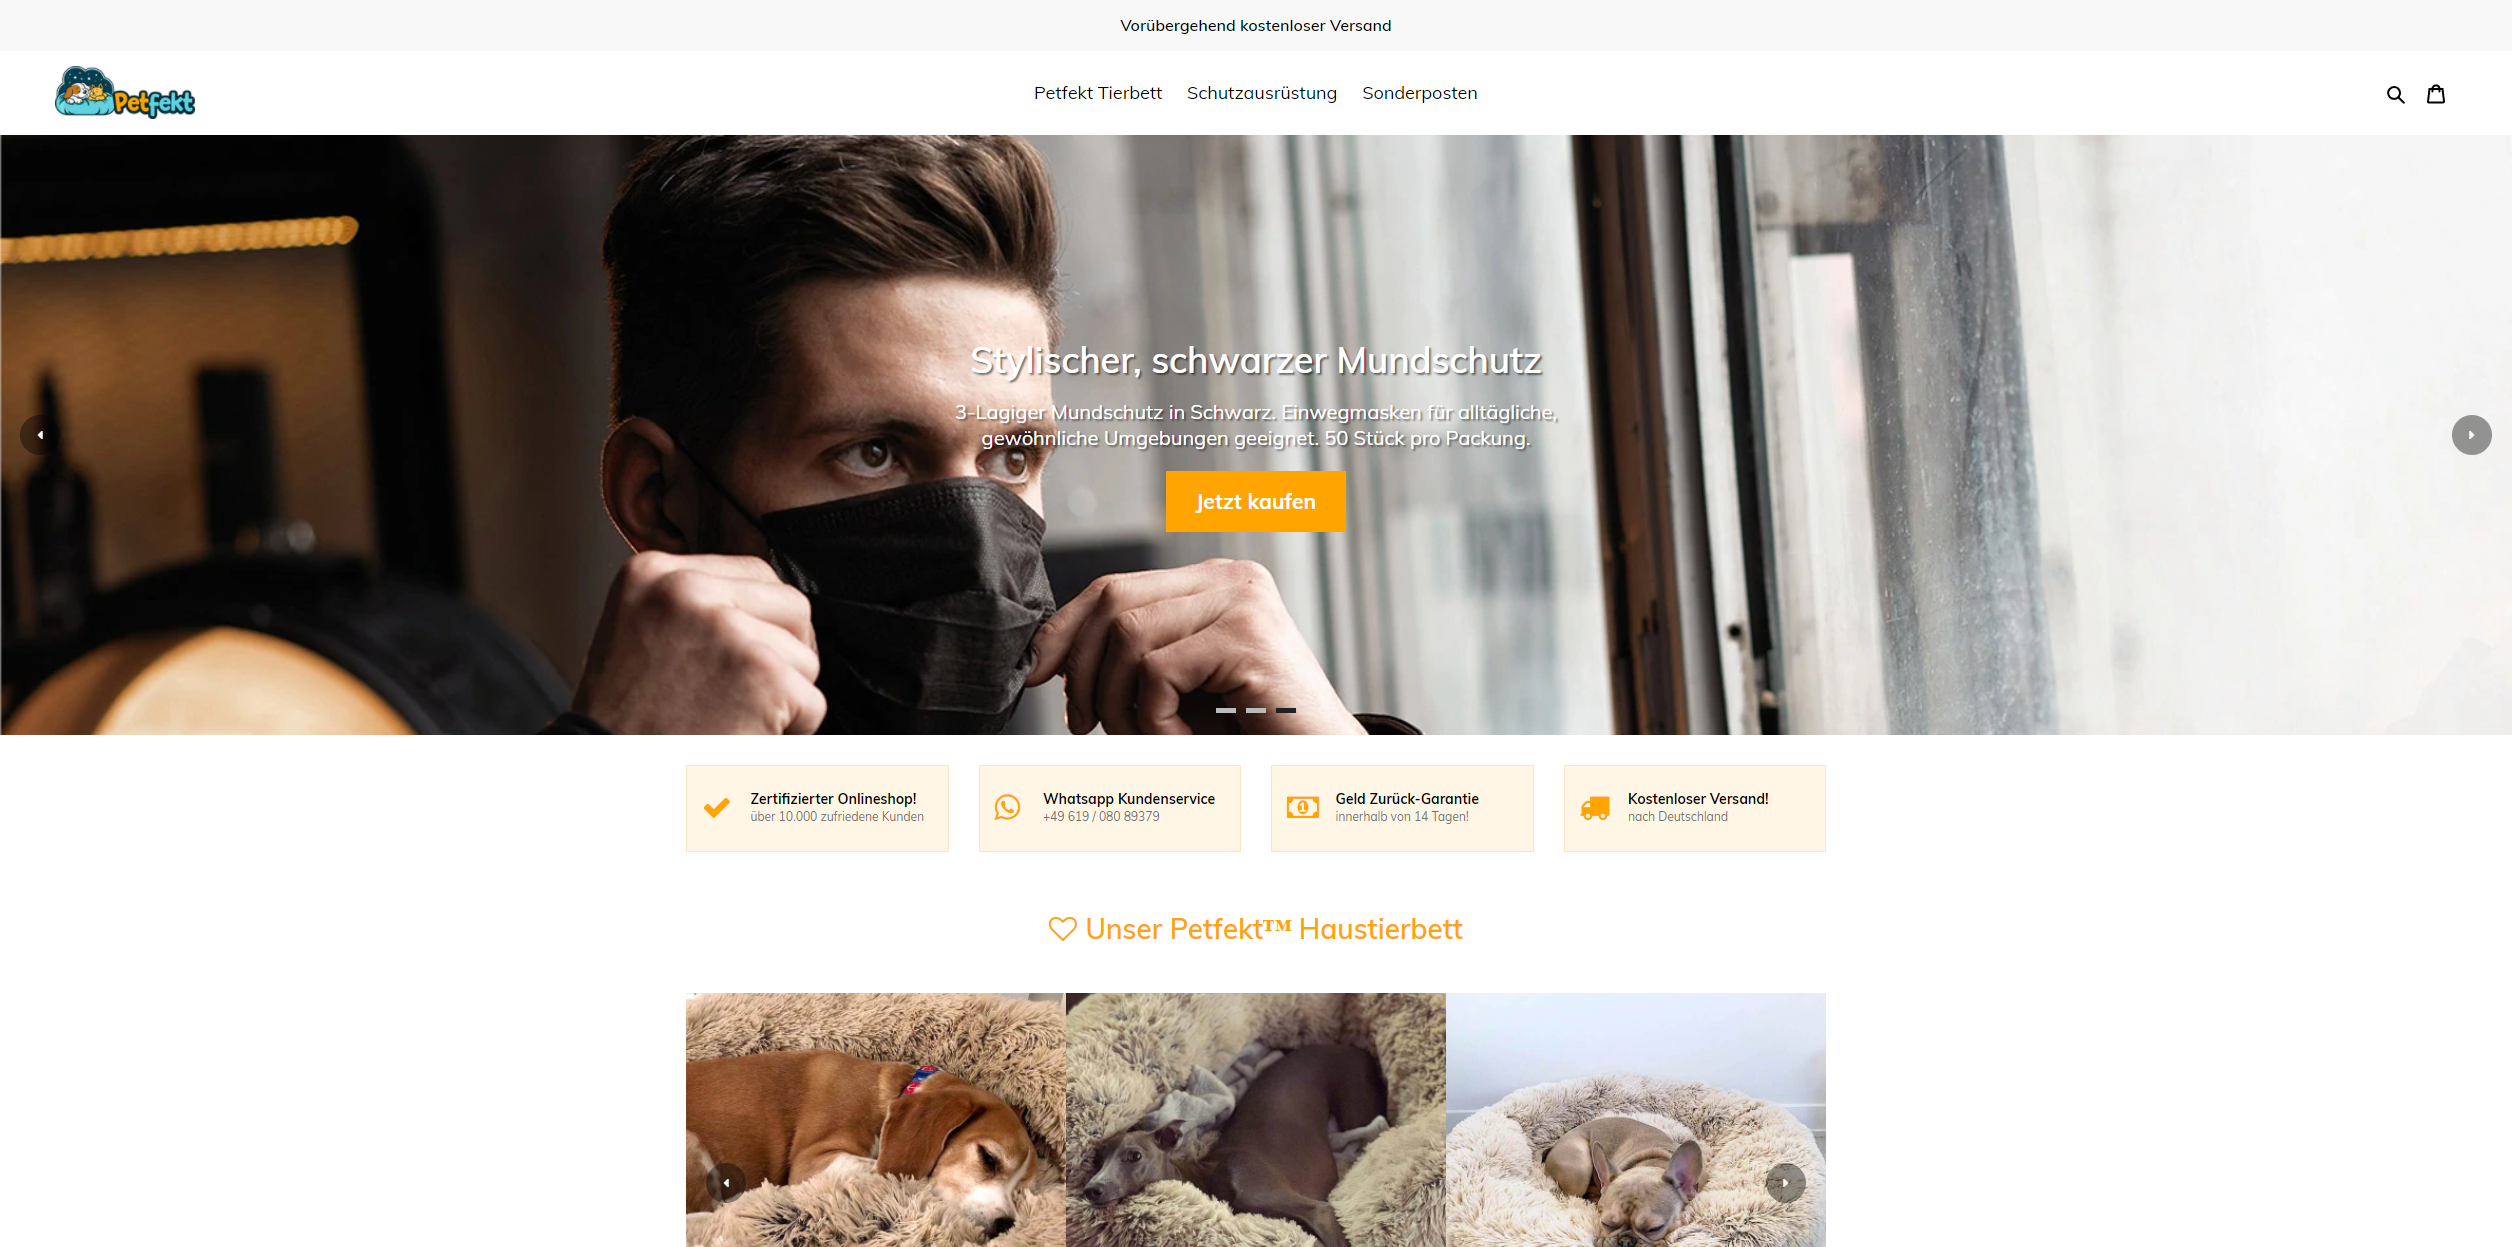 Vorübergehend kostenloser Versand
Petfekt
Petfekt Tierbett
Schutzausrüstung
Sonderposten
Stylischer, schwarzer Mundschutz
3-Lagiger Mundschutz in Schwarz. Einwegmasken für alltägliche,
gewöhnliche Umgebungen geeignet. 50 Stück pro Packung.
Jetzt kaufen
Zertifizierter Onlineshop!
über 10.000 zufriedene Kunden
Whatsapp Kundenservice
+49 619 / 080 89379
1
Geld Zurück-Garantie
innerhalb von 14 Tagen!
Kostenloser Versand!
nach Deutschland
Unser Petfekt™ Haustierbett